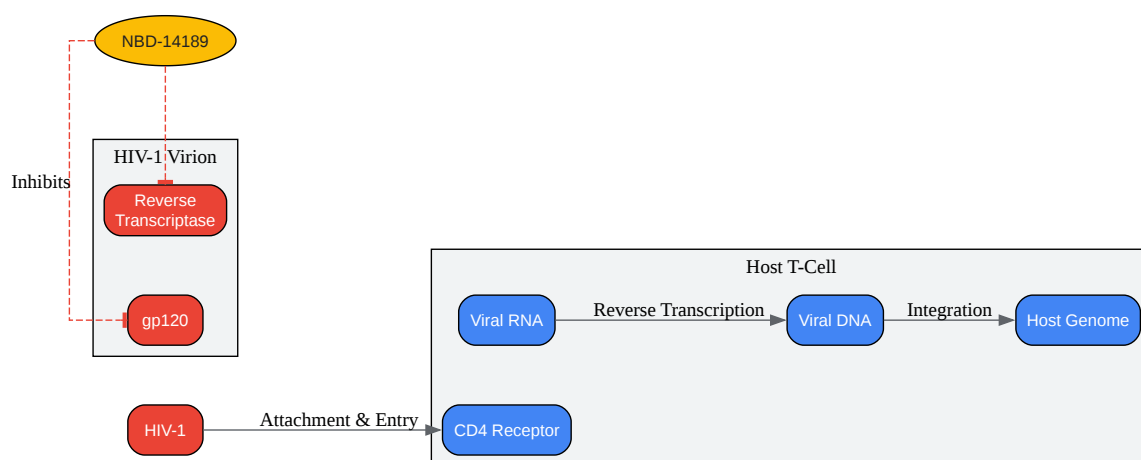 NBD-14189
HIV-1 Virion
Inhibits
Reverse
Transcriptase
Host T-Cell
gp120
Viral RNA
Reverse Transcription
Viral DNA
Integration
Host Genome
HIV-1
Attachment & Entry
CD4 Receptor